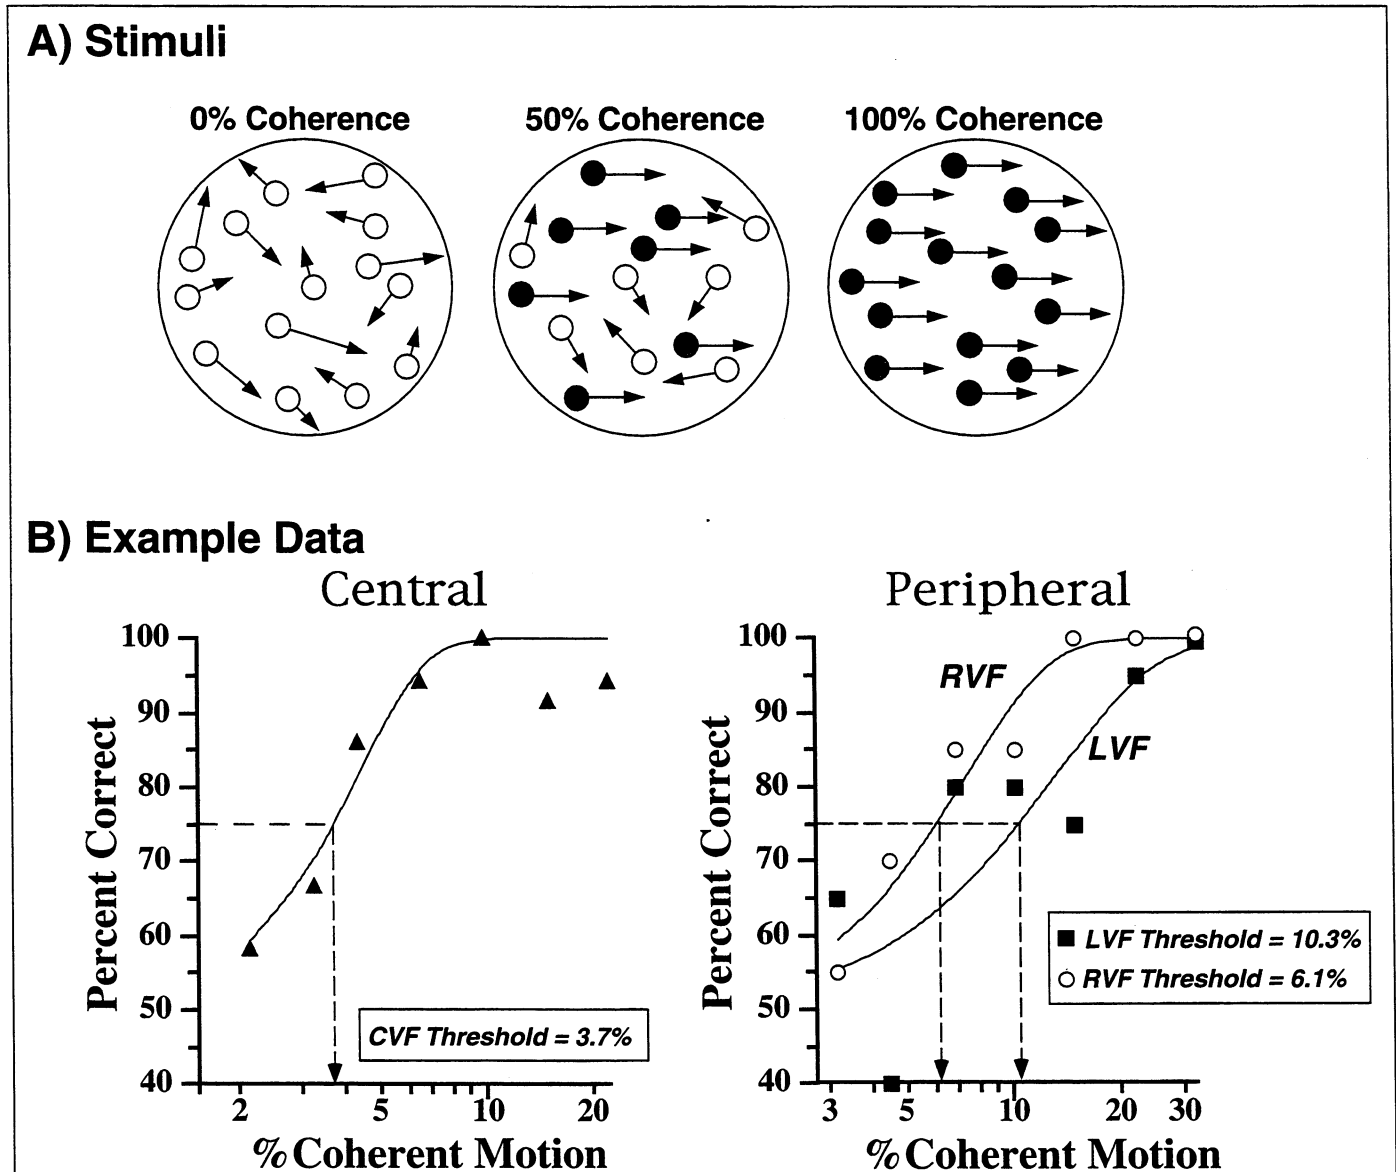 A) Stimuli
0% Coherence 50% Coherence 100% Coherence
B) Example Data
Central
Percent Correct
100
90
80
70
60
50
40
2 5 10 20
% Coherent Motion
CVF Threshold = 3.7%
Peripheral
Percent Correct
100
90
80
70
60
50
40
3 5 10 20 30
% Coherent Motion
RVF
LVF
LVF Threshold = 10.3%
RVF Threshold = 6.1%